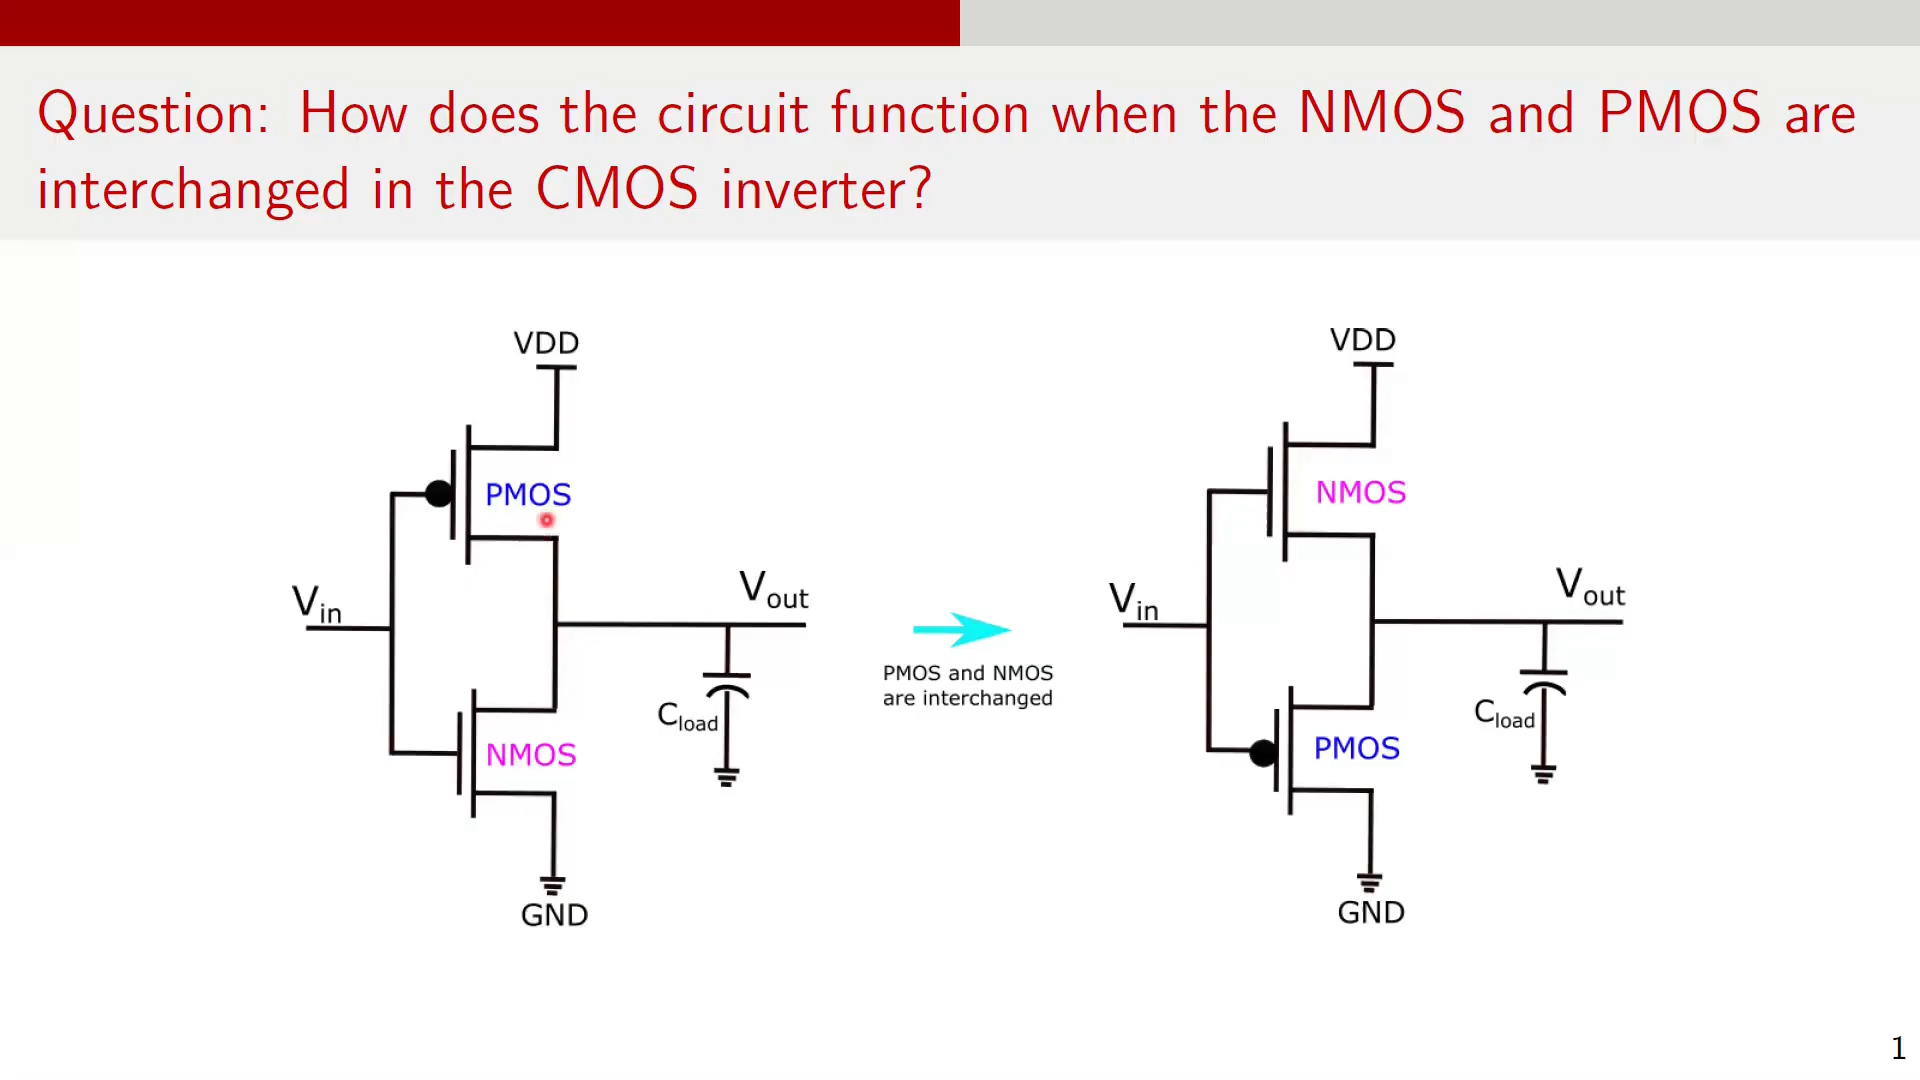 Question: How does the circuit function when the NMOS and PMOS are
interchanged in the CMOS inverter?
VDD
PMOS
Vin
Vout
Cload
NMOS
GND
PMOS and NMOS
are interchanged
VDD
NMOS
Vin
Vout
Cload
PMOS
GND
1